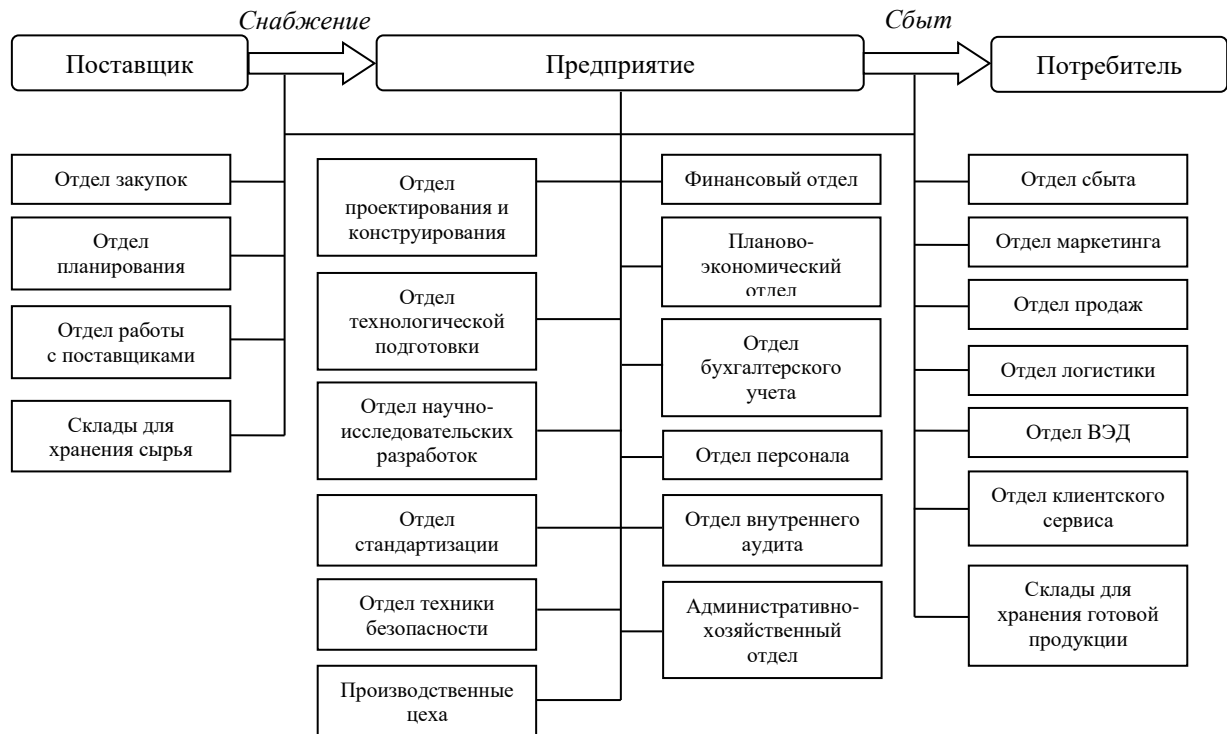 Снабжение
Сбыт
Поставщик
Предприятие
Потребитель
Отдел закупок
Отдел
планирования
Отдел работы
с поставщиками
Склады для
хранения сырья
Отдел
проектирования и
конструирования
Отдел
технологической
подготовки
Отдел научно-
исследовательских
разработок
Отдел
стандартизации
Отдел техники
безопасности
Производственные
цеха
Финансовый отдел
Планово-
экономический
отдел
Отдел
бухгалтерского
учета
Отдел персонала
Отдел внутреннего
аудита
Административно-
хозяйственный
отдел
Отдел сбыта
Отдел маркетинга
Отдел продаж
Отдел логистики
Отдел ВЭД
Отдел клиентского
сервиса
Склады для
хранения готовой
продукции